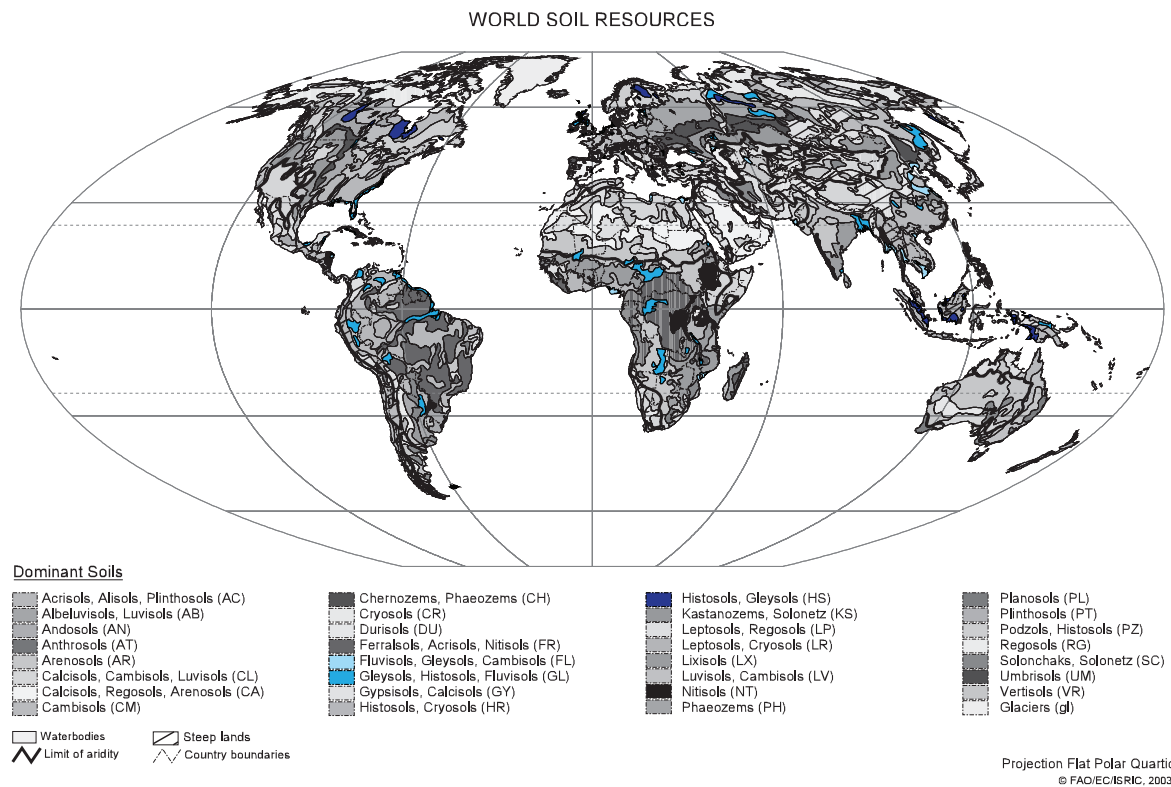 WORLD SOIL RESOURCES
Dominant Soils
Acrisols, Alisols, Plinthosols (AC)
Albeluvisols, Luvisols (AB)
Andosols (AN)
Anthrosols (AT)
Arenosols (AR)
Calcisols, Cambisols, Luvisols (CL)
Calcisols, Regosols, Arenosols (CA)
Cambisols (CM)
Chernozems, Phaeozems (CH)
Cryosols (CR)
Durisols (DU)
Ferralsols, Acrisols, Nitisols (FR)
Fluvisols, Gleysols, Cambisols (FL)
Gleysols, Histosols, Fluvisols (GL)
Gypsisols, Calcisols (GY)
Histosols, Cryosols (HR)
Histosols, Gleysols (HS)
Kastanozems, Solonetz (KS)
Leptosols, Regosols (LP)
Leptosols, Cryosols (LR)
Lixisols (LX)
Luvisols, Cambisols (LV)
Nitisols (NT)
Phaeozems (PH)
Planosols (PL)
Plinthosols (PT)
Podzols, Histosols (PZ)
Regosols (RG)
Solonchaks, Solonetz (SC)
Umbrisols (UM)
Vertisols (VR)
Glaciers (gl)
Waterbodies
Limit of aridity
Steep lands
Country boundaries
Projection Flat Polar Quartic
© FAO/EC/ISRIC, 2003